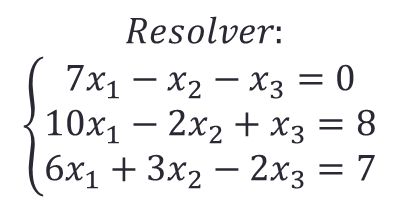 Resolver:
7x₁ − x₂ − x₃ = 0
10x₁ − 2x₂ + x₃ = 8
6x₁ + 3x₂ − 2x₃ = 7